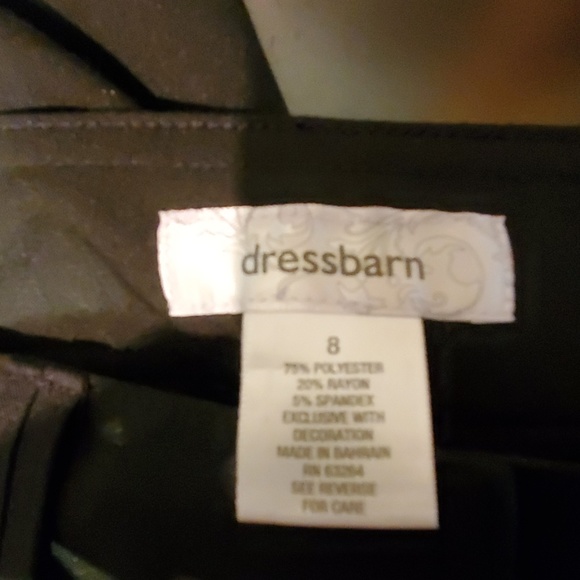 dressbarn
8
75% POLYESTER
20% RAYON
5% SPANDEX
EXCLUSIVE WITH
DECORATION
MADE IN BAHRAIN
RN 63264
SEE REVERSE
FOR CARE